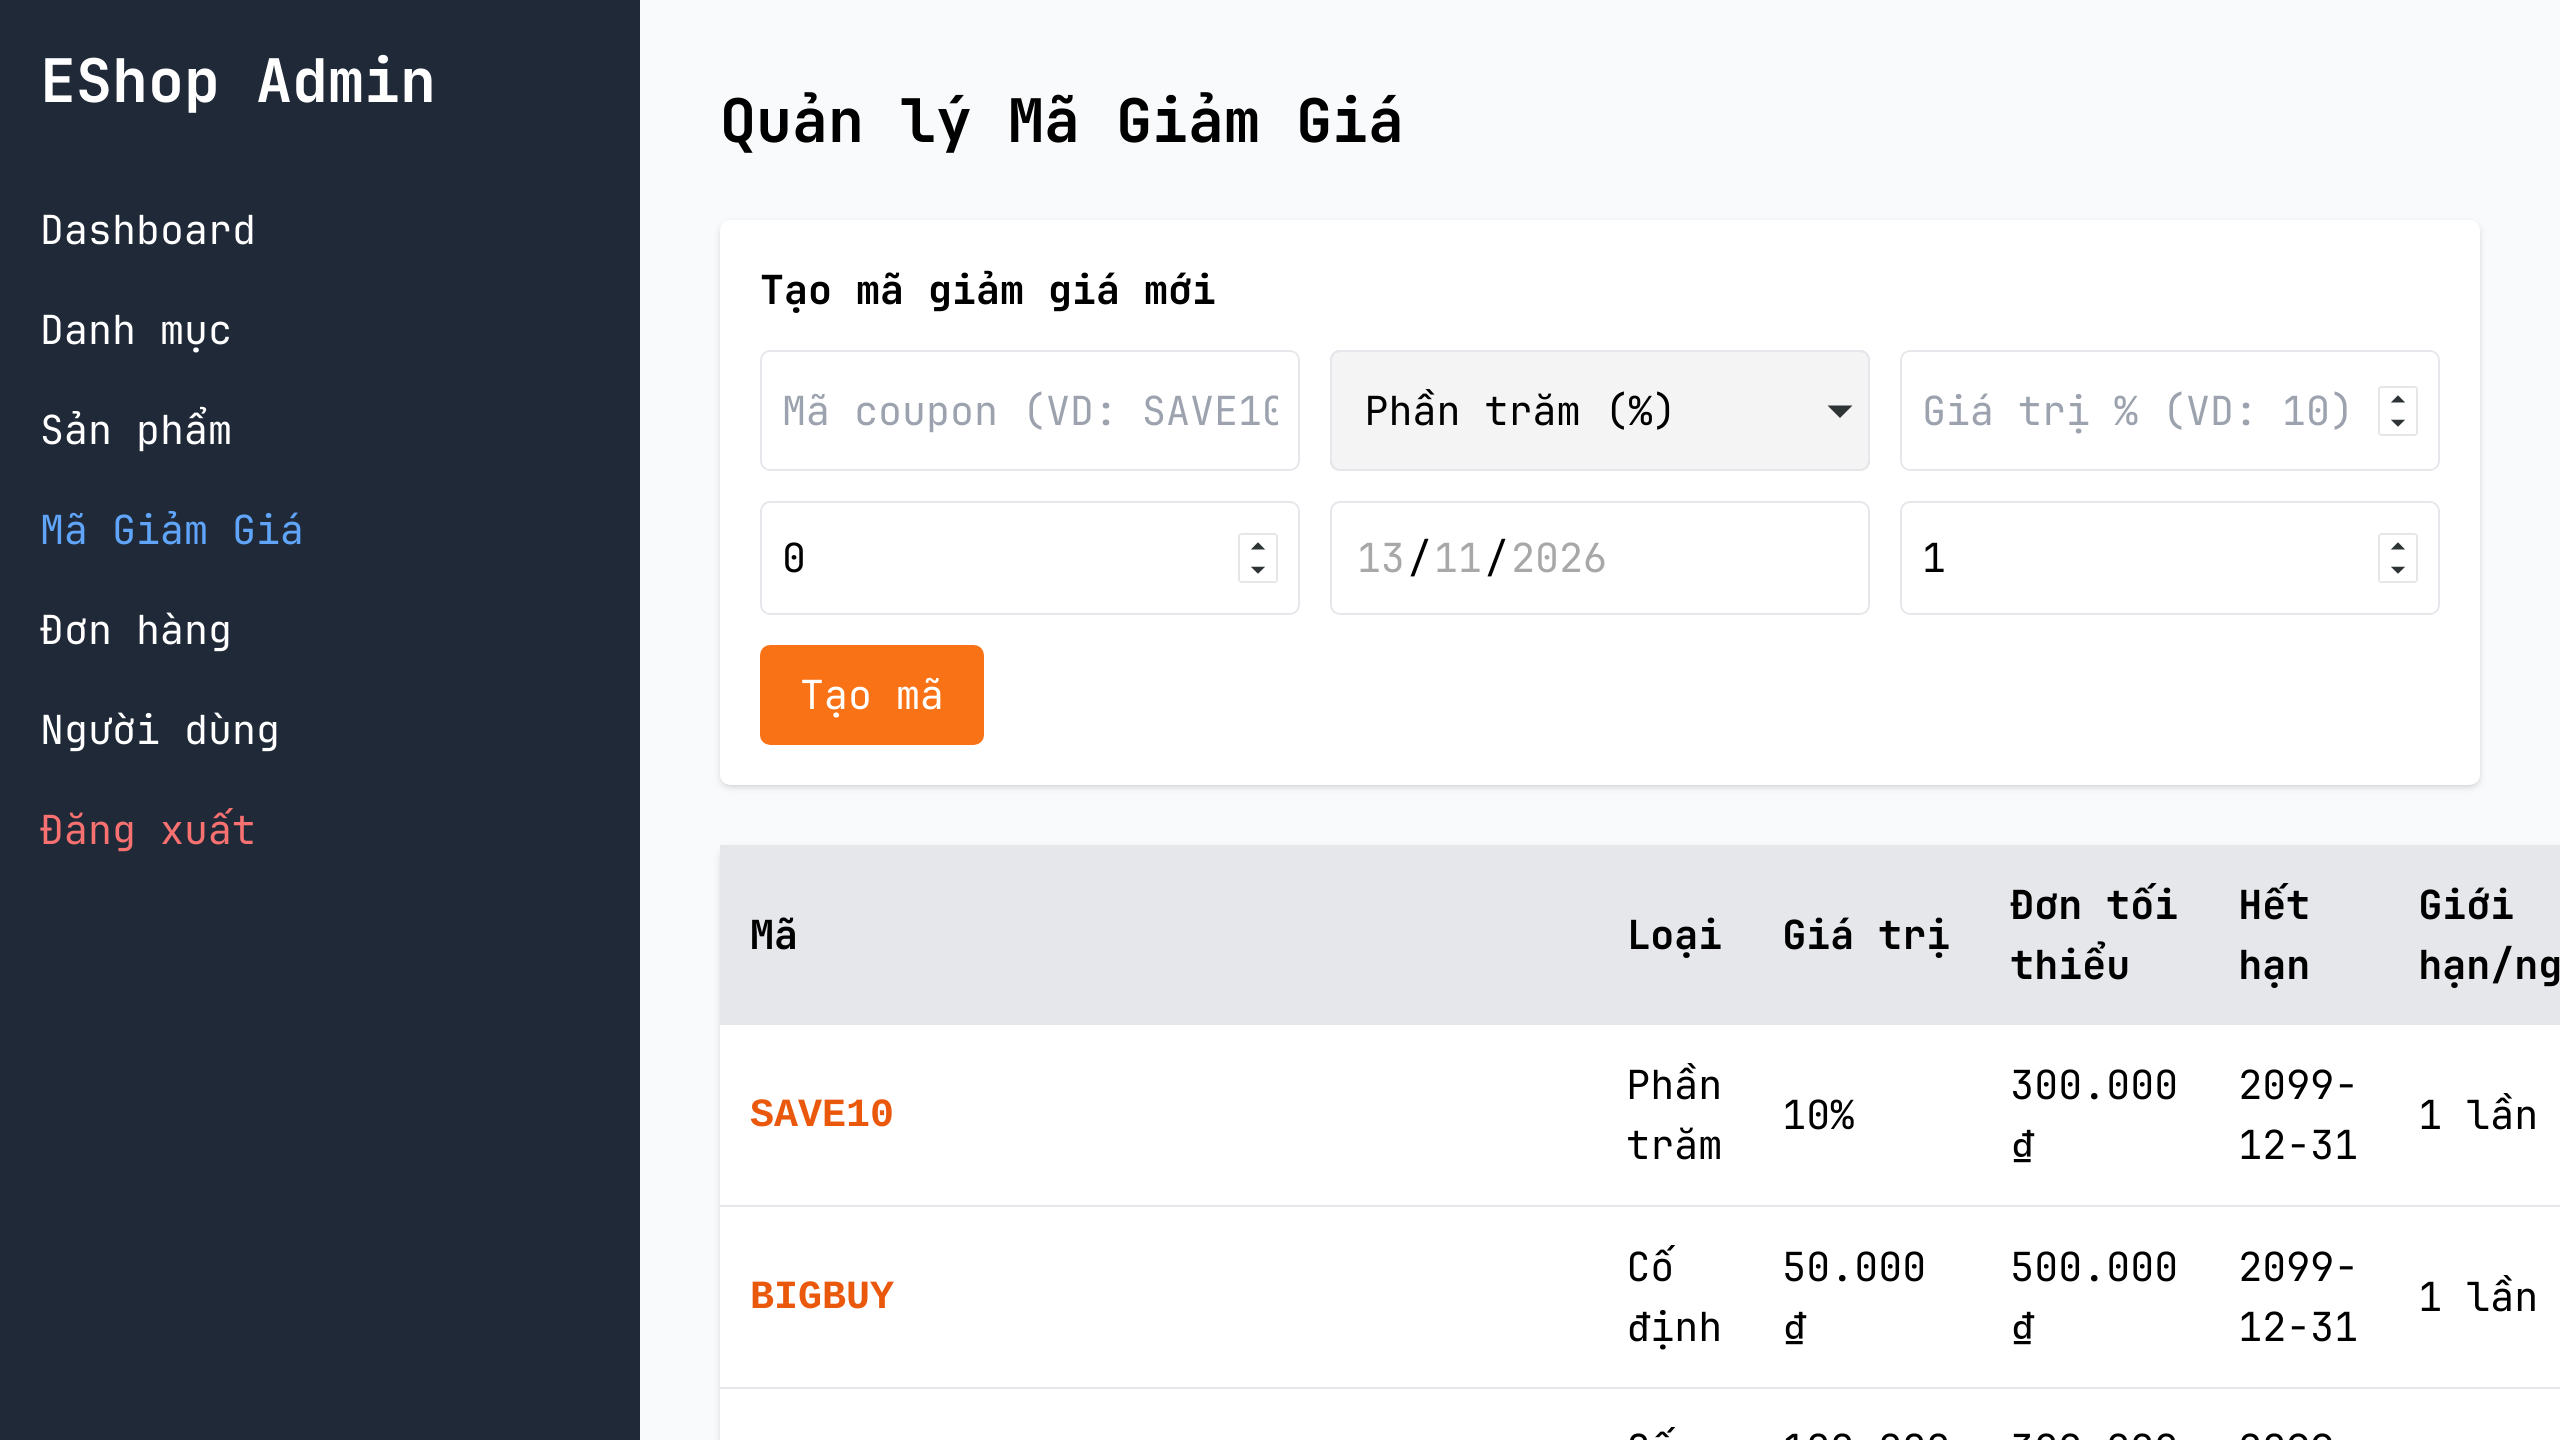 EShop Admin
Dashboard
Danh mục
Sản phẩm
Mã Giảm Giá
Đơn hàng
Người dùng
Đăng xuất
Quản lý Mã Giảm Giá
Tạo mã giảm giá mới
Mã coupon (VD: SAVE10
Phần trăm (%)
Giá trị % (VD: 10)
0
13/11/2026
1
Tạo mã
Mã
Loại
Giá trị
Đơn tối
thiểu
Hết
hạn
Giới
hạn/ng
SAVE10
Phần
trăm
10%
300.000
₫
2099-
12-31
1 lần
BIGBUY
Cố
định
50.000
₫
500.000
₫
2099-
12-31
1 lần